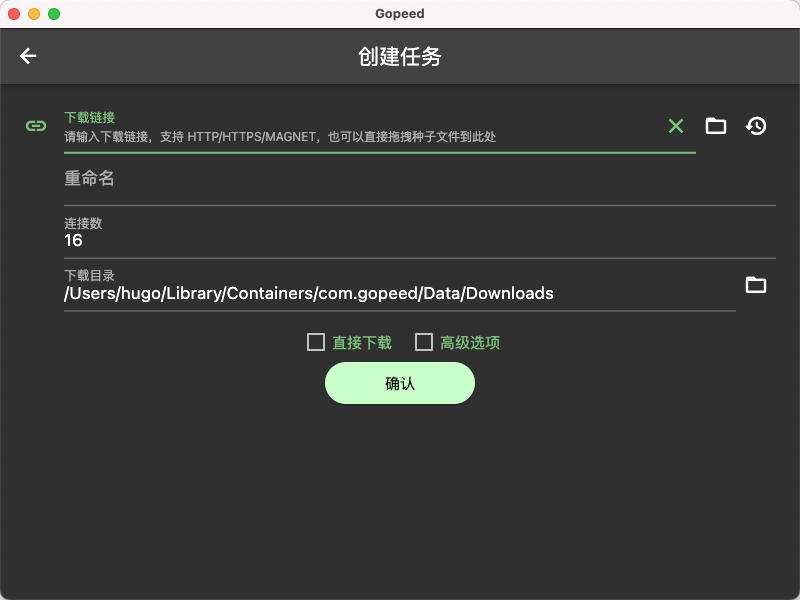 Gopeed
创建任务
下载链接
请输入下载链接，支持 HTTP/HTTPS/MAGNET，也可以直接拖拽种子文件到此处
重命名
连接数
16
下载目录
/Users/hugo/Library/Containers/com.gopeed/Data/Downloads
直接下载 高级选项
确认